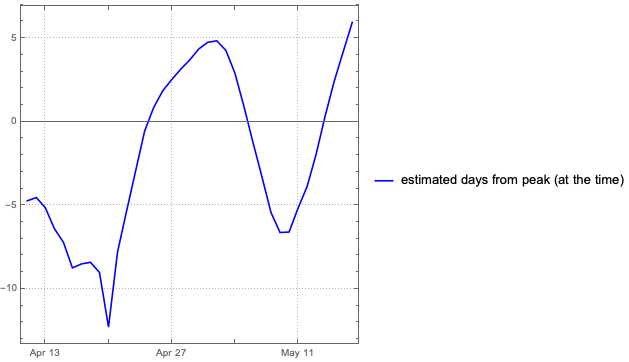 5
0
−5
−10
Apr 13
Apr 27
May 11
estimated days from peak (at the time)